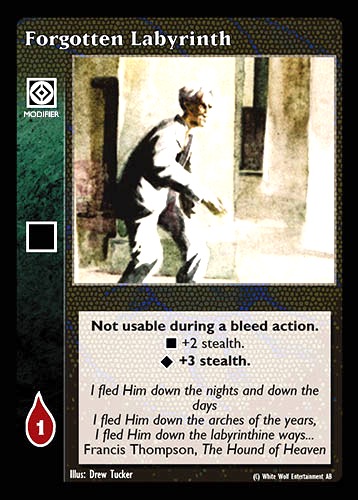 Forgotten Labyrinth
MODIFIER
Not usable during a bleed action.
+2 stealth.
+3 stealth.
I fled Him down the nights and down the
days
I fled Him down the arches of the years,
I fled Him down the labyrinthine ways...
Francis Thompson, The Hound of Heaven
1
Illus: Drew Tucker
(C) White Wolf Entertainment AB